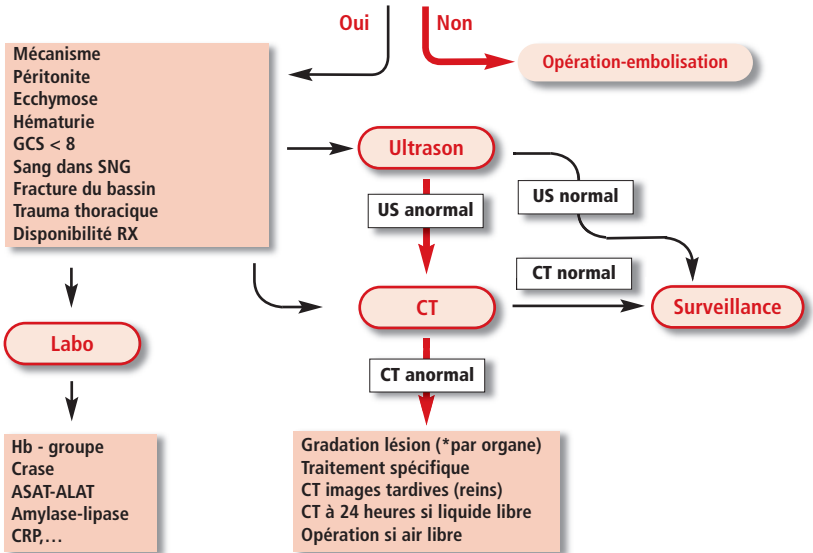 Oui
Non
Opération-embolisation
Mécanisme
Péritonite
Ecchymose
Hématurie
GCS < 8
Sang dans SNG
Fracture du bassin
Trauma thoracique
Disponibilité RX
Ultrason
US anormal
US normal
CT normal
CT
Surveillance
Labo
CT anormal
Hb - groupe
Crase
ASAT-ALAT
Amylase-lipase
CRP,...
Gradation lésion (*par organe)
Traitement spécifique
CT images tardives (reins)
CT à 24 heures si liquide libre
Opération si air libre